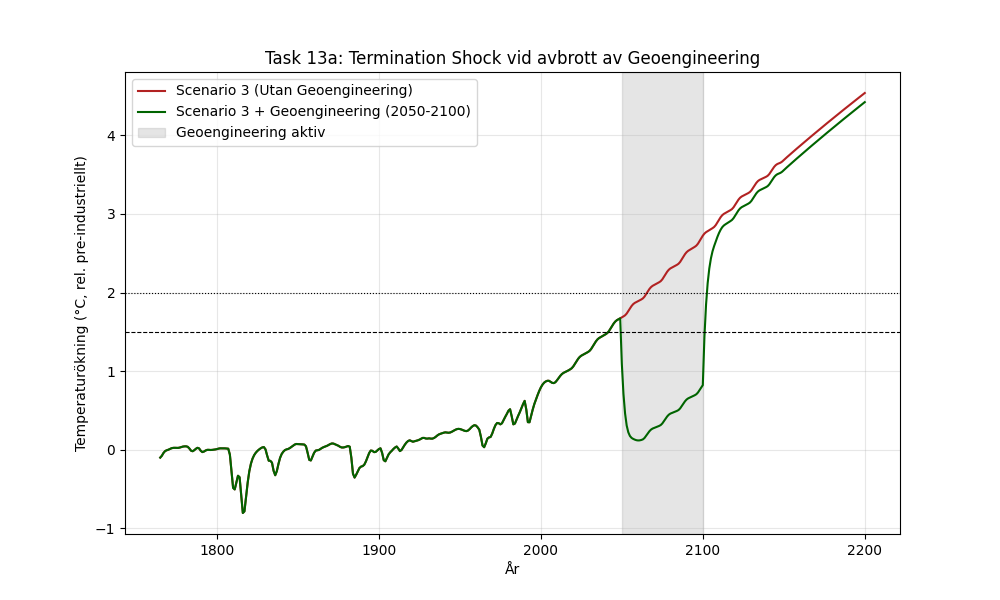 Task 13a: Termination Shock vid avbrott av Geoengineering
Scenario 3 (Utan Geoengineering)
Scenario 3 + Geoengineering (2050-2100)
Geoengineering aktiv
Temperaturökning (°C, rel. pre-industriellt)
4
3
2
1
0
−1
1800 1900 2000 2100 2200
År